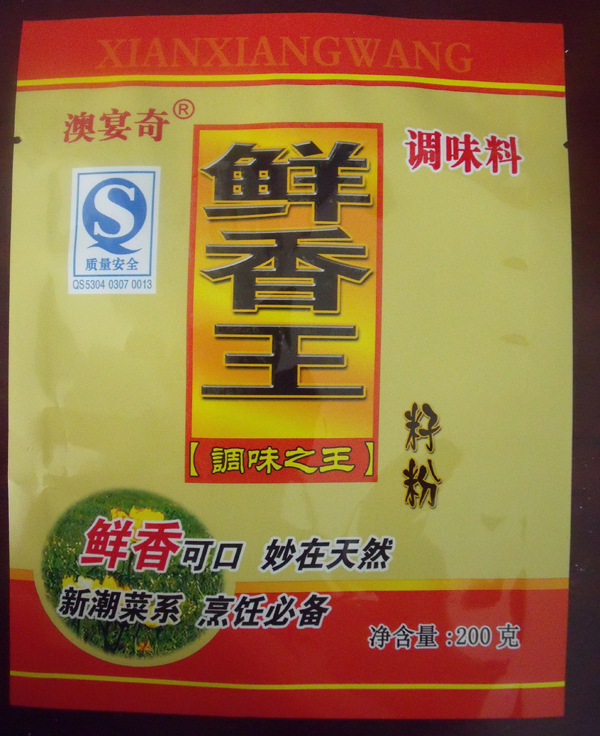 XIANXIANGWANG
澳宴奇®
调味料
鲜香王
质量安全
QS5304 0307 0013
【調味之王】
籽粉
鲜香可口 妙在天然
新潮菜系 烹饪必备
净含量:200克